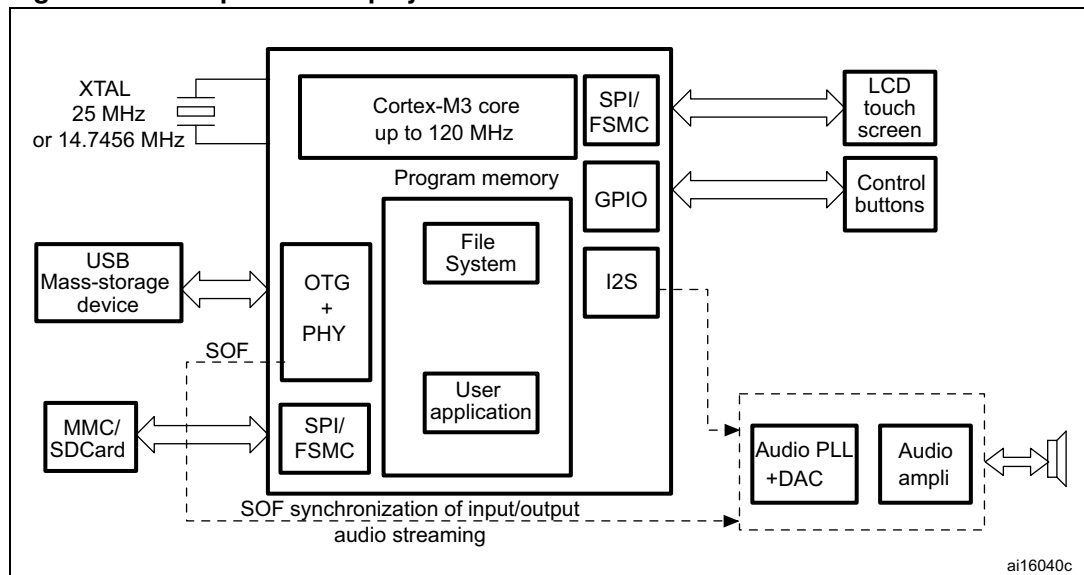 XTAL
25 MHz
or 14.7456 MHz
Cortex-M3 core
up to 120 MHz
SPI/
FSMC
LCD
touch
screen
Program memory
GPIO
Control
buttons
USB
Mass-storage
device
OTG
+
PHY
File
System
I2S
SOF
User
application
MMC/
SDCard
SPI/
FSMC
Audio PLL
+DAC
Audio
ampli
SOF synchronization of input/output
audio streaming
ai16040c